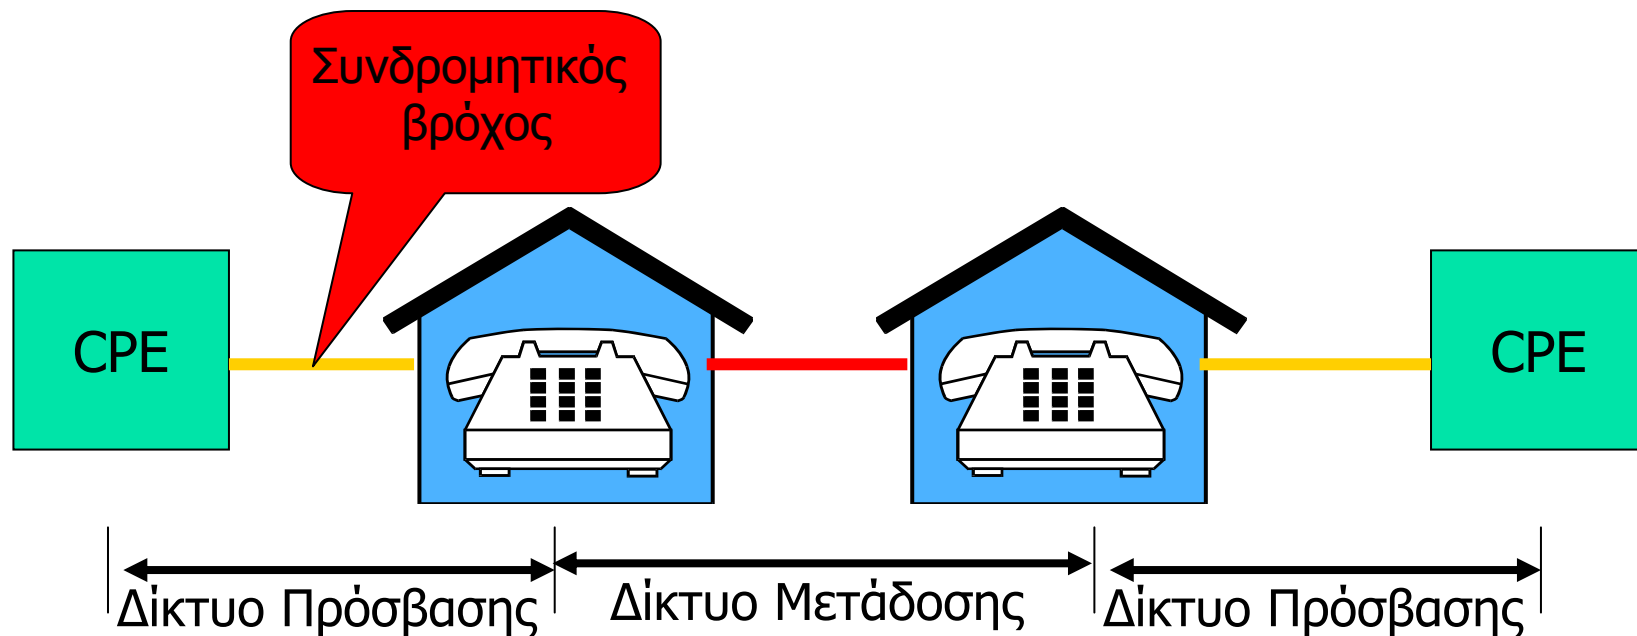 Συνδρομητικός
βρόχος
CPE
CPE
Δίκτυο Πρόσβασης
Δίκτυο Μετάδοσης
Δίκτυο Πρόσβασης